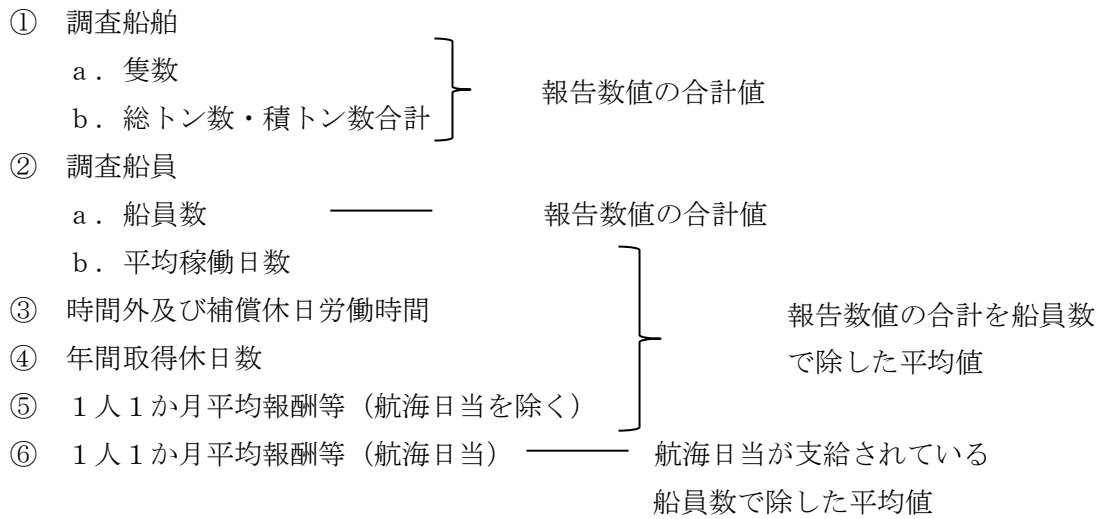 ① 調査船舶
ａ．隻数
ｂ．総トン数・積トン数合計
報告数値の合計値
② 調査船員
ａ．船員数
報告数値の合計値
ｂ．平均稼働日数
③ 時間外及び補償休日労働時間
④ 年間取得休日数
⑤ １人１か月平均報酬等（航海日当を除く）
報告数値の合計を船員数
で除した平均値
⑥ １人１か月平均報酬等（航海日当）
航海日当が支給されている
船員数で除した平均値